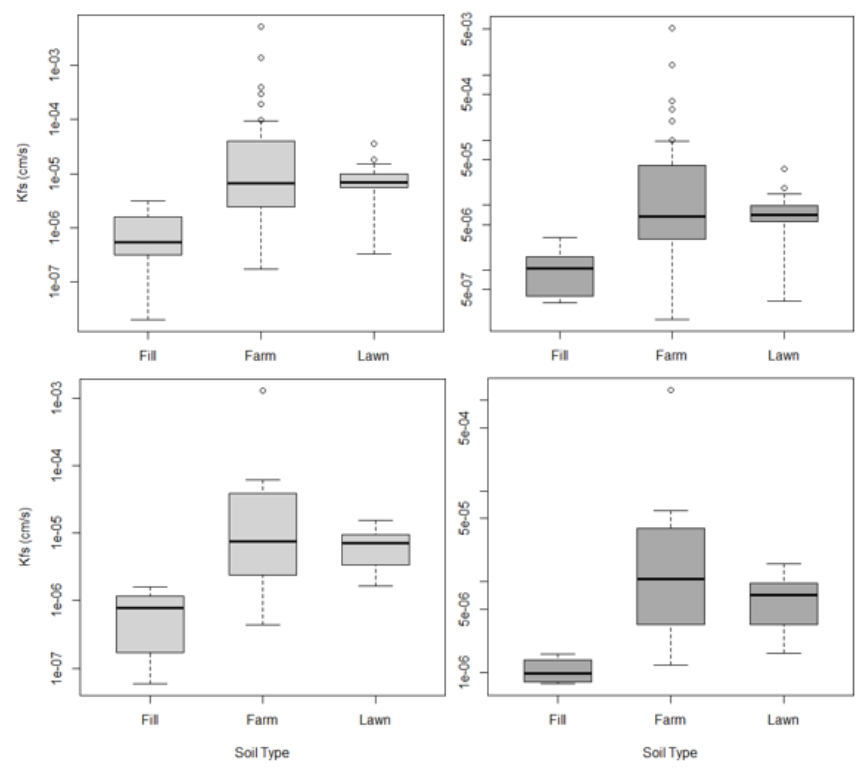 Kfs (cm/s)
1e-03
1e-04
1e-05
1e-06
1e-07
Fill Farm Lawn
5e-03
5e-04
5e-05
5e-06
5e-07
Fill Farm Lawn
Kfs (cm/s)
1e-03
1e-04
1e-05
1e-06
1e-07
Fill Farm Lawn
Soil Type
5e-04
5e-05
5e-06
1e-06
Fill Farm Lawn
Soil Type